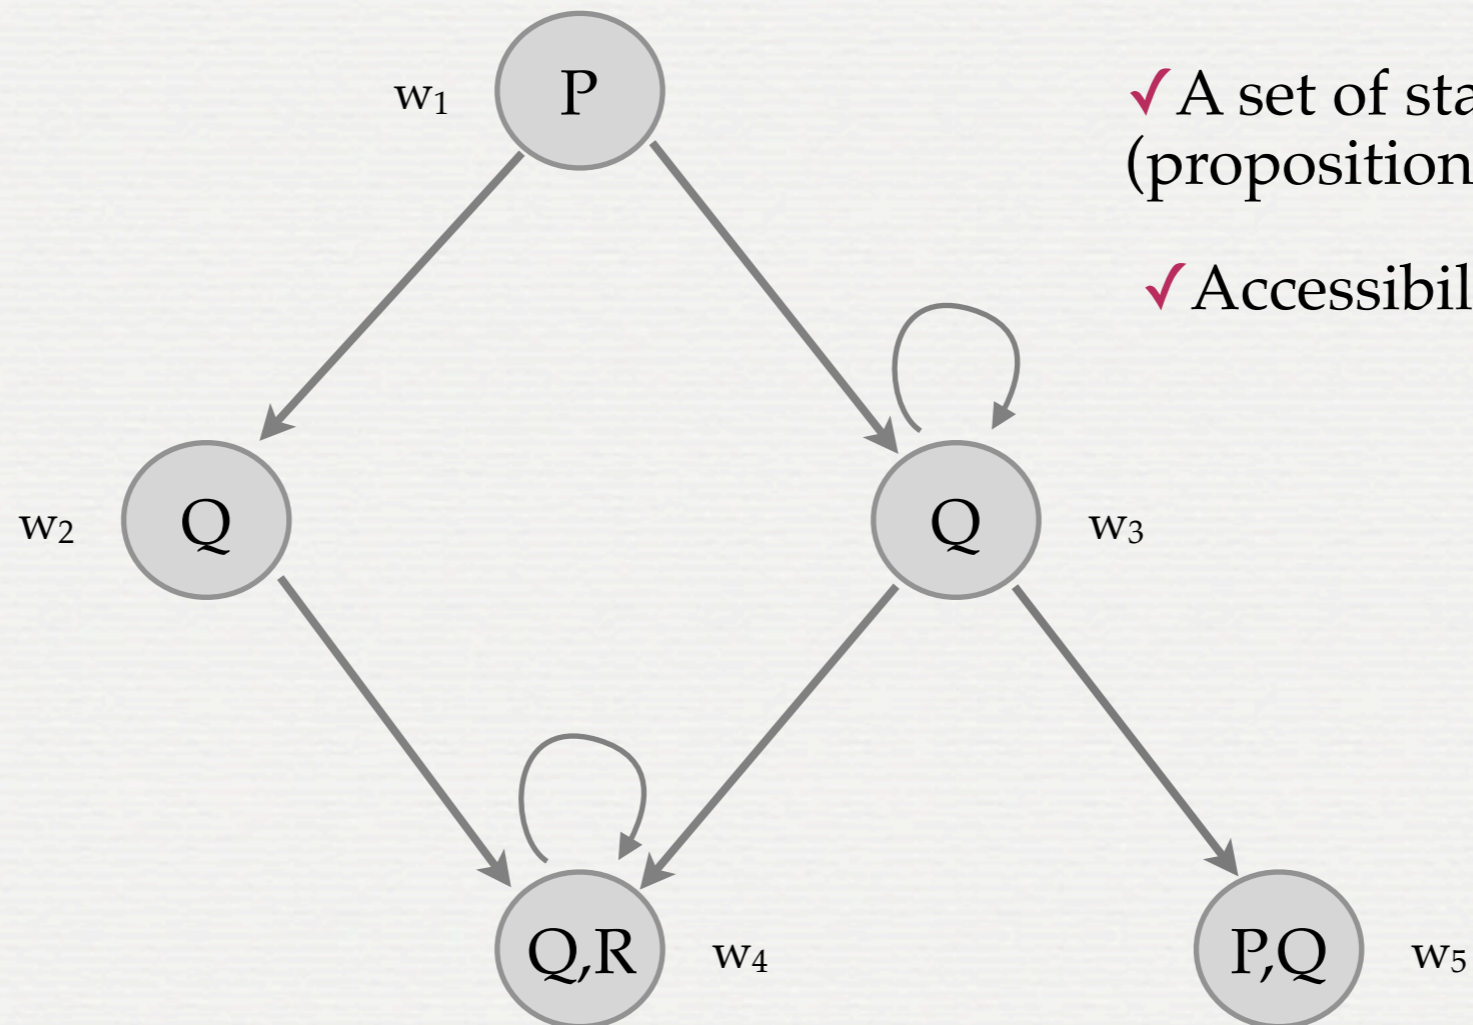 w₁
P
✓A set of sta
(proposition
✓Accessibil
w₂
Q
Q
w₃
Q,R
w₄
P,Q
w₅